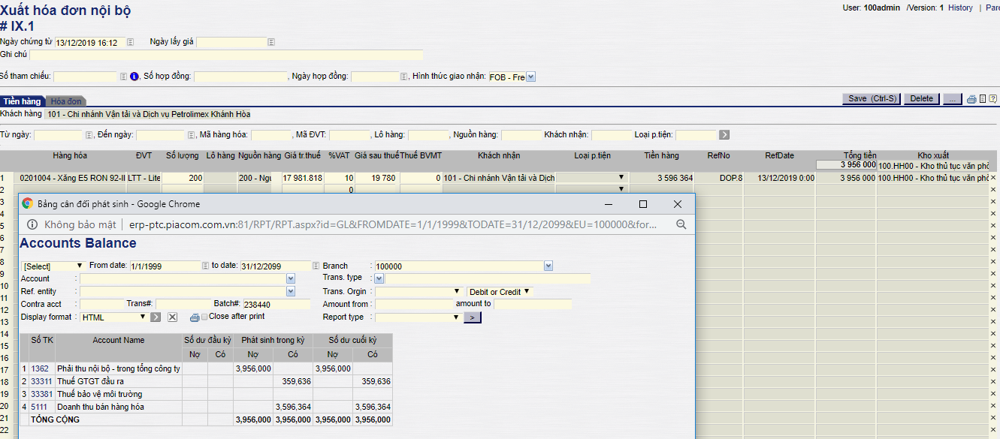 Xuất hóa đơn nội bộ
User: 100admin /Version: 1 History | Pare
# IX.1
Ngày chứng từ 13/12/2019 16:12 Ngày lấy giá
Ghi chú
Số tham chiếu: , Số hợp đồng: , Ngày hợp đồng: , Hình thức giao nhận: FOB - Fre
Tiền hàng Hóa đơn Save (Ctrl-S) Delete ...
Khách hàng 101 - Chi nhánh Vận tải và Dịch vụ Petrolimex Khánh Hòa
Từ ngày: , Đến ngày: , Mã hàng hóa: , Mã ĐVT: , Lô hàng: , Nguồn hàng: Khách nhận: Loại p.tiện: >
Hàng hóa ĐVT Số lượng Lô hàng Nguồn hàng Giá tr.thuế %VAT Giá sau thuế Thuế BVMT Khách nhận Loại p.tiện Tiền hàng RefNo RefDate Tổng tiền Kho xuất
3 956 000 100.HH00 - Kho thủ tục văn phò
1 0201004 - Xăng E5 RON 92-II LTT - Lite 200 200 - Ngu 17 981.818 10 19 780 0 101 - Chi nhánh Vận tải và Dịch 3 596 364 DOP.8 13/12/2019 0:00 3 956 000 100.HH00 - Kho thủ tục văn phò ×
2 0 ×
3 ×
4 ×
5 ×
6 ×
7 ×
8 ×
9 ×
10 ×
11 ×
12 ×
13 ×
14 ×
15 ×
16 ×
17 ×
18 ×
19 ×
20 ×
21 ×
22 ×
Bảng cân đối phát sinh - Google Chrome
Không bảo mật | erp-ptc.piacom.com.vn:81/RPT/RPT.aspx?id=GL&FROMDATE=1/1/1999&TODATE=31/12/2099&EU=100000&for...
Accounts Balance
[Select] From date: 1/1/1999 to date: 31/12/2099 Branch : 100000
Account : Trans. type :
Ref. entity : Trans. Orgin : Debit or Credit
Contra acct : Trans#: Batch#: 238440 Amount from : amount to
Display format : HTML > X Close after print Report type : >
Số TK Account Name Số dư đầu kỳ Phát sinh trong kỳ Số dư cuối kỳ
Nợ Có Nợ Có Nợ Có
1 1362 Phải thu nội bộ - trong tổng công ty 3,956,000 3,956,000
2 33311 Thuế GTGT đầu ra 359,636 359,636
3 33381 Thuế bảo vệ môi trường
4 5111 Doanh thu bán hàng hóa 3,596,364 3,596,364
TỔNG CỘNG 3,956,000 3,956,000 3,956,000 3,956,000